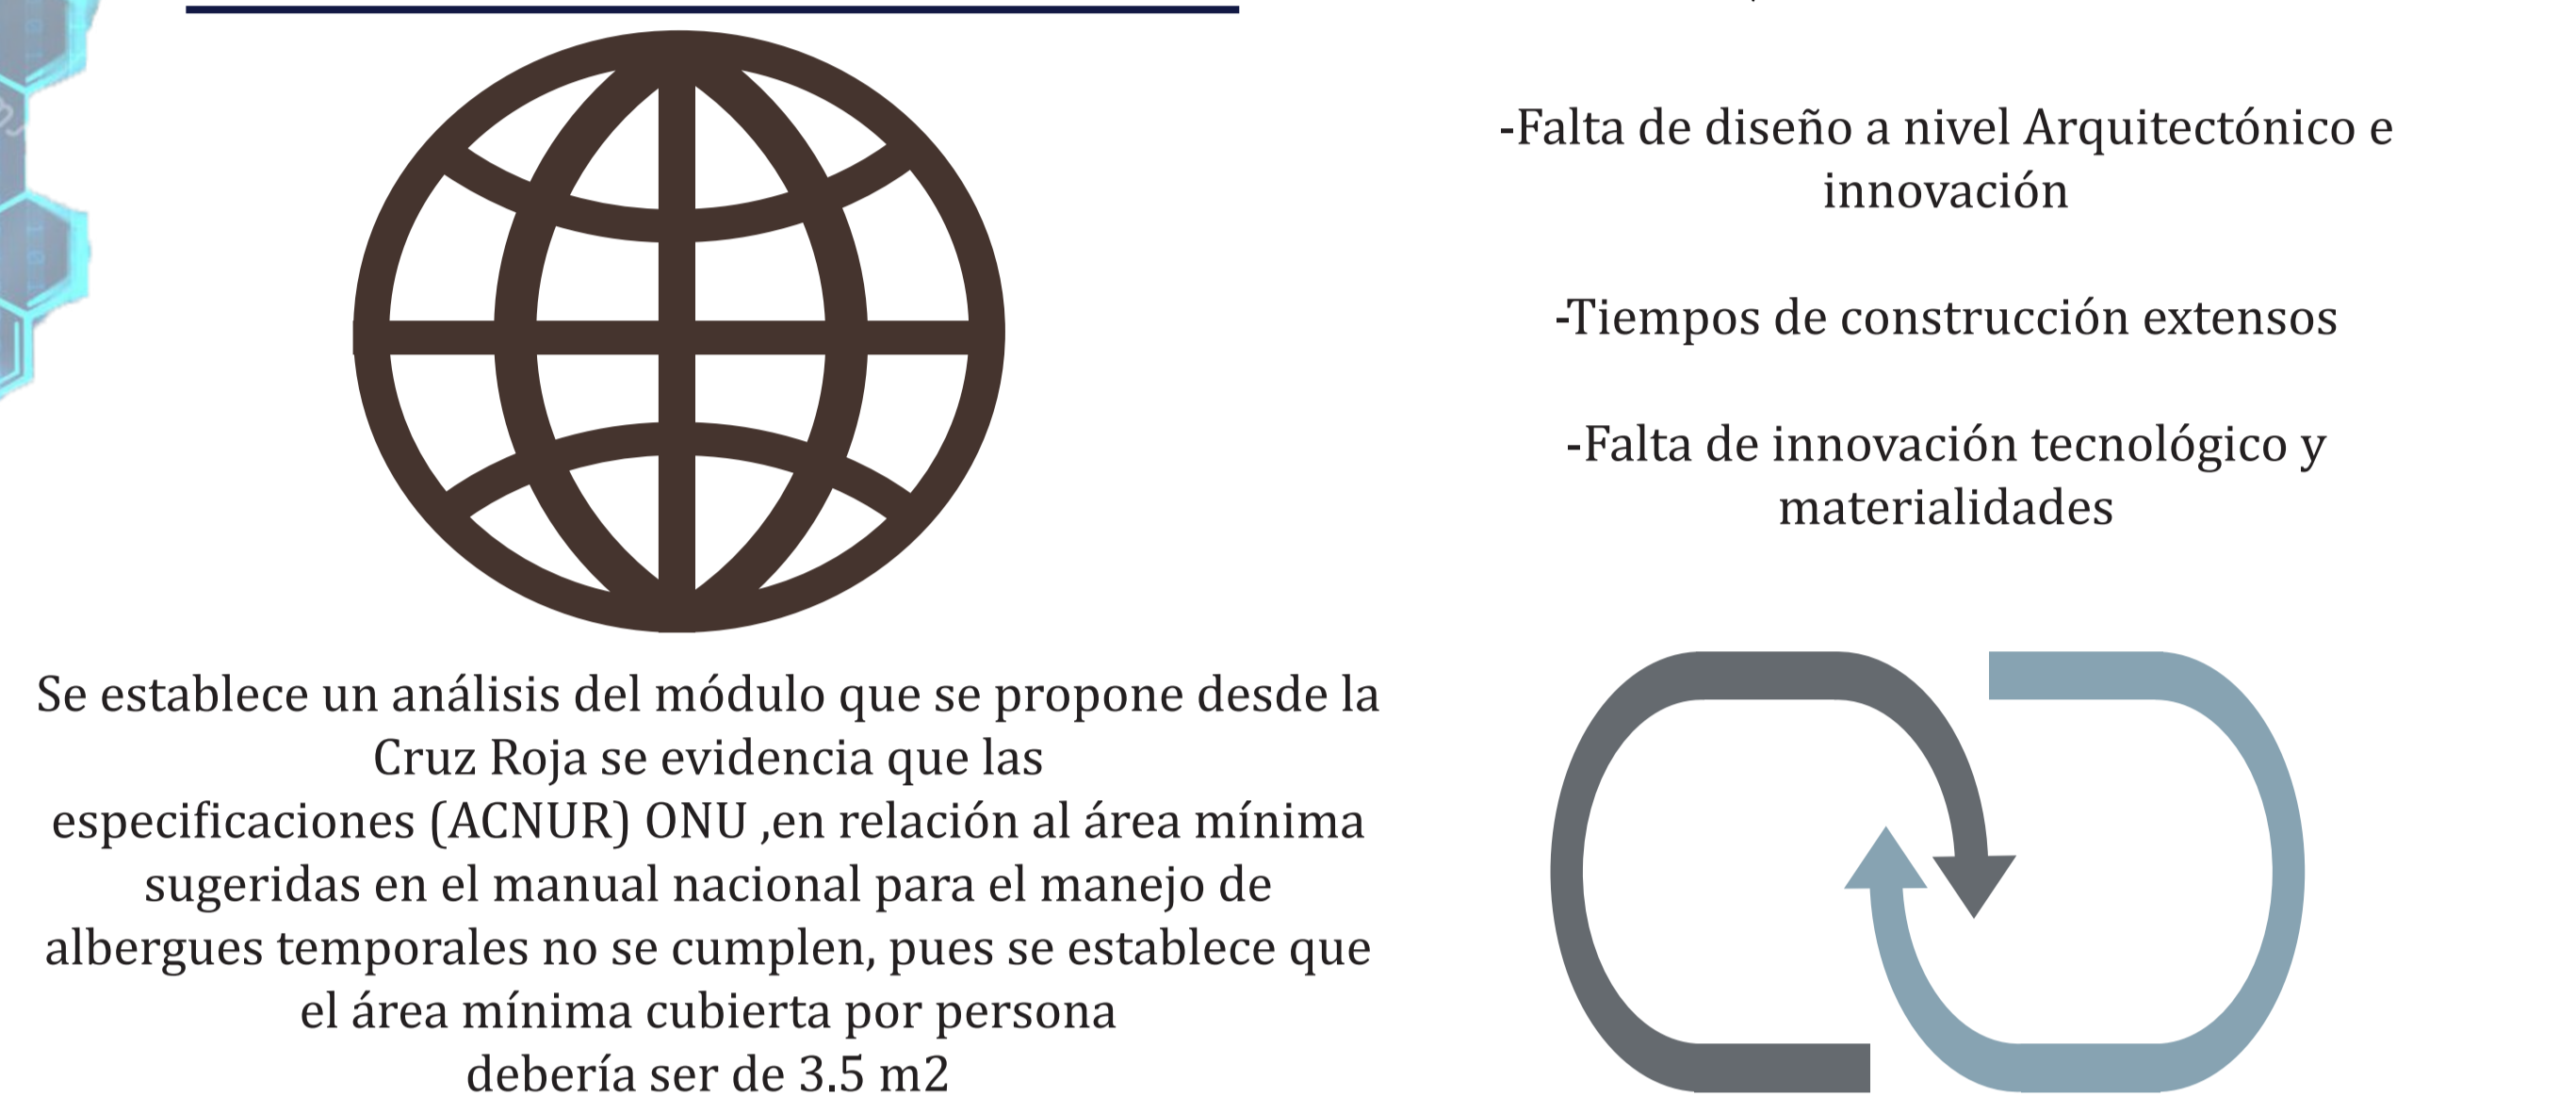 Se establece un análisis del módulo que se propone desde la
Cruz Roja se evidencia que las
especificaciones (ACNUR) ONU ,en relación al área mínima
sugeridas en el manual nacional para el manejo de
albergues temporales no se cumplen, pues se establece que
el área mínima cubierta por persona
debería ser de 3.5 m2
-Falta de diseño a nivel Arquitectónico e
innovación
-Tiempos de construcción extensos
-Falta de innovación tecnológico y
materialidades